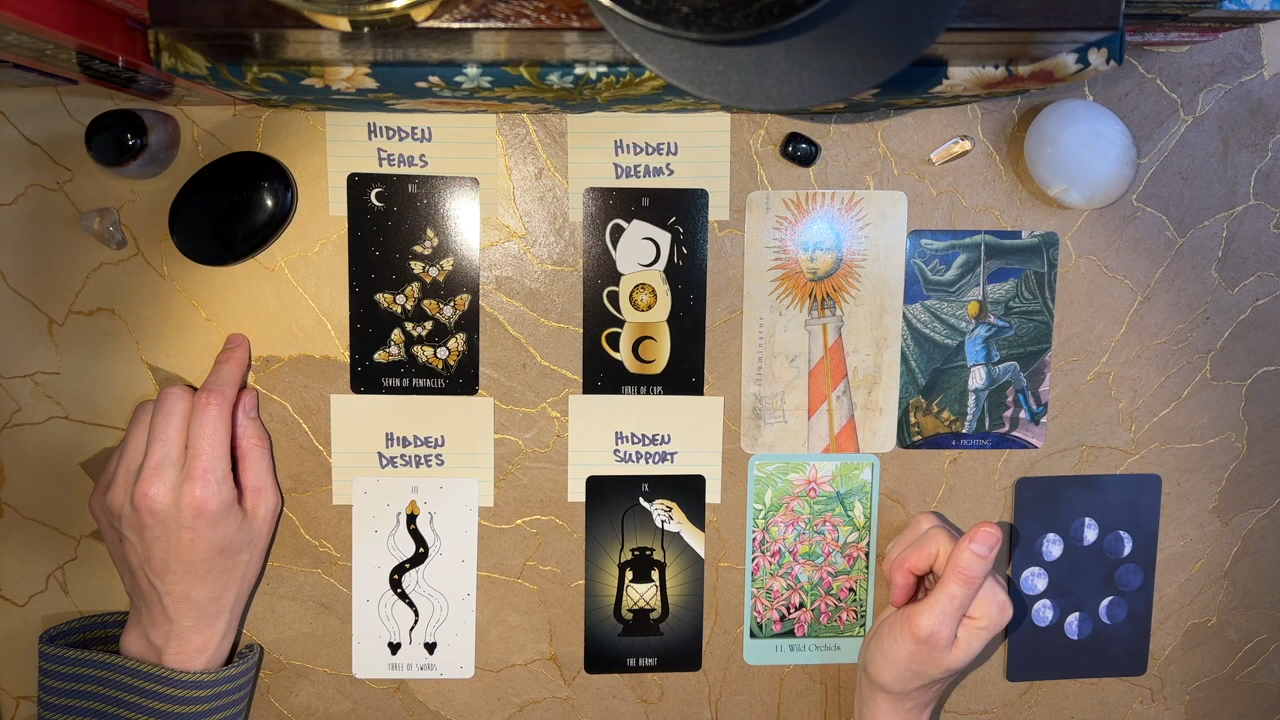 HIDDEN
FEARS
VII
SEVEN OF PENTACLES
HIDDEN
DREAMS
III
THREE OF CUPS
illuminator
4 - FIGHTING
HIDDEN
DESIRES
III
THREE OF SWORDS
HIDDEN
SUPPORT
IX
THE HERMIT
11. Wild Orchids